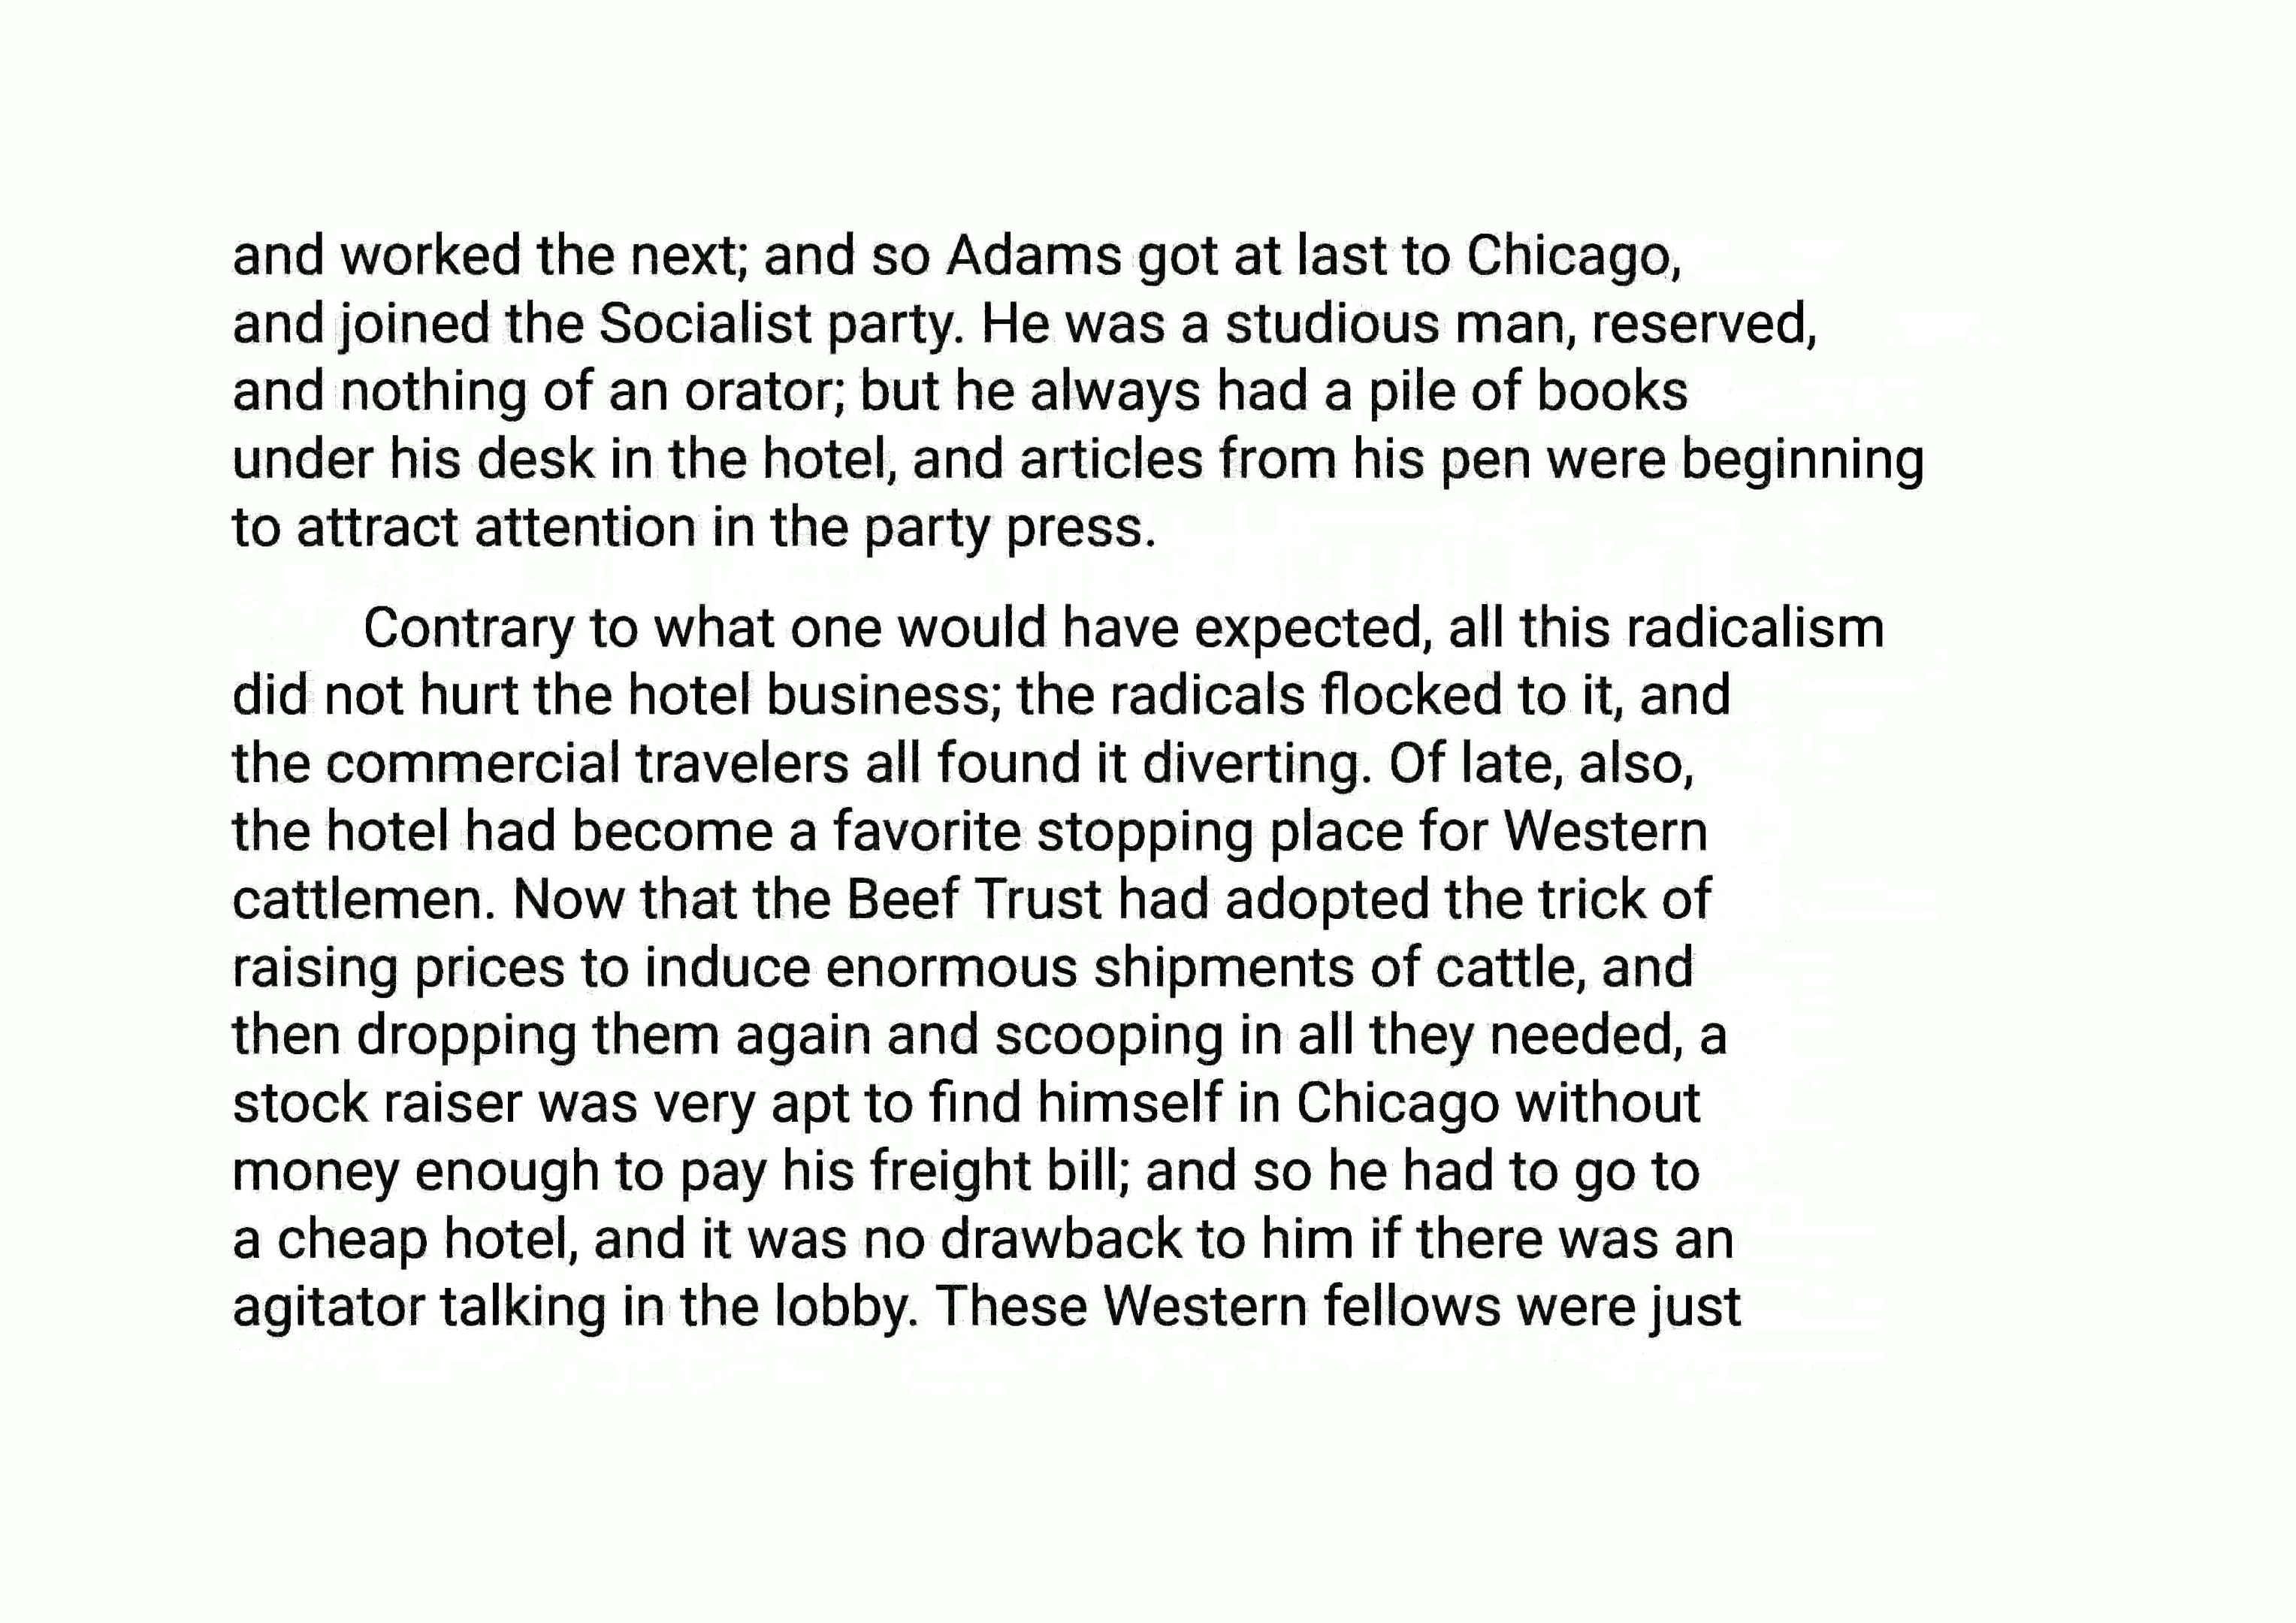 and worked the next; and so Adams got at last to Chicago,
and joined the Socialist party. He was a studious man, reserved,
and nothing of an orator; but he always had a pile of books
under his desk in the hotel, and articles from his pen were beginning
to attract attention in the party press.
Contrary to what one would have expected, all this radicalism
did not hurt the hotel business; the radicals flocked to it, and
the commercial travelers all found it diverting. Of late, also,
the hotel had become a favorite stopping place for Western
cattlemen. Now that the Beef Trust had adopted the trick of
raising prices to induce enormous shipments of cattle, and
then dropping them again and scooping in all they needed, a
stock raiser was very apt to find himself in Chicago without
money enough to pay his freight bill; and so he had to go to
a cheap hotel, and it was no drawback to him if there was an
agitator talking in the lobby. These Western fellows were just